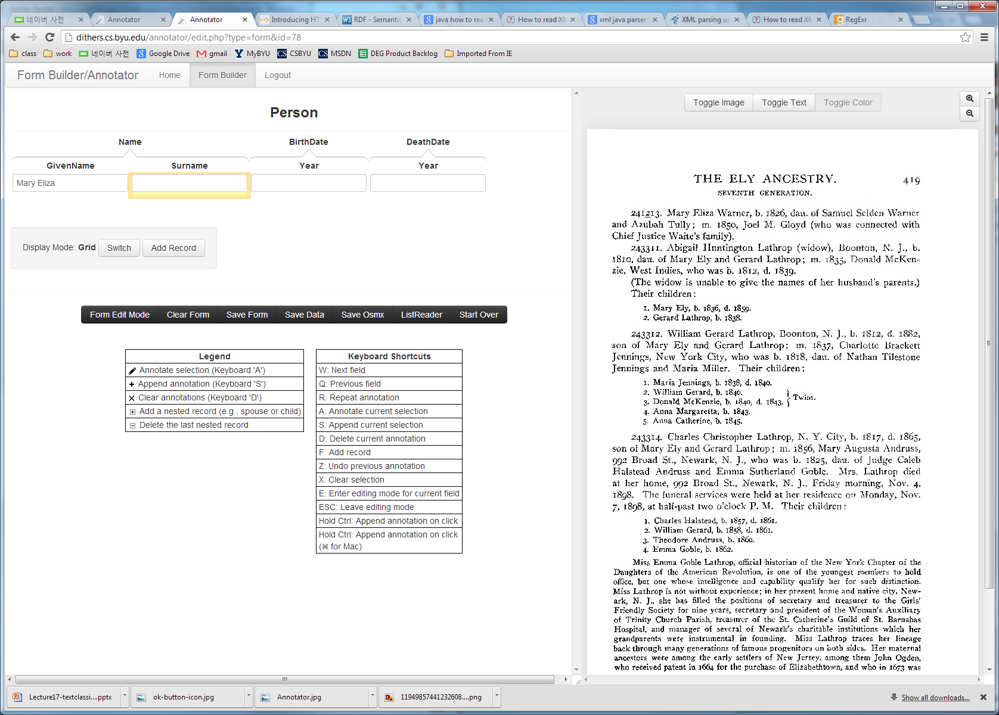 네이버 사전
Annotator
Annotator
Introducing HT
RDF - Semantic
java how to rea
How to read XM
xml java parser
XML parsing us
How to read XM
RegExr
dithers.cs.byu.edu/annotator/edit.php?type=form&id=78
class
work
네이버 사전
Google Drive
gmail
MyBYU
CSBYU
MSDN
DEG Product Backlog
Imported From IE
Form Builder/Annotator
Home
Form Builder
Logout
Person
Name
BirthDate
DeathDate
GivenName
Surname
Year
Year
Mary Eliza
Display Mode: Grid
Switch
Add Record
Form Edit Mode
Clear Form
Save Form
Save Data
Save Osmx
ListReader
Start Over
Legend
Annotate selection (Keyboard 'A')
Append annotation (Keyboard 'S')
Clear annotations (Keyboard 'D')
Add a nested record (e.g., spouse or child)
Delete the last nested record
Keyboard Shortcuts
W: Next field
Q: Previous field
R: Repeat annotation
A: Annotate current selection
S: Append current selection
D: Delete current annotation
F: Add record
Z: Undo previous annotation
X: Clear selection
E: Enter editing mode for current field
ESC: Leave editing mode
Hold Ctrl: Append annotation on click
Hold Ctrl: Append annotation on click
(⌘ for Mac)
Toggle Image
Toggle Text
Toggle Color
THE ELY ANCESTRY. 419
SEVENTH GENERATION.
241213. Mary Eliza Warner, b. 1826, dau. of Samuel Selden Warner
and Azubah Tully; m. 1850, Joel M. Gloyd (who was connected with
Chief Justice Waite's family).
243311. Abigail Huntington Lathrop (widow), Boonton, N. J., b.
1810, dau. of Mary Ely and Gerard Lathrop; m. 1835, Donald McKen-
zie, West Indies, who was b. 1812, d. 1839.
(The widow is unable to give the names of her husband's parents.)
Their children:
1. Mary Ely, b. 1836, d. 1859.
2. Gerard Lathrop, b. 1838.
243312. William Gerard Lathrop, Boonton, N. J., b. 1812, d. 1882,
son of Mary Ely and Gerard Lathrop; m. 1837, Charlotte Brackett
Jennings, New York City, who was b. 1818, dau. of Nathan Tilestone
Jennings and Maria Miller. Their children:
1. Maria Jennings, b. 1838, d. 1840.
2. William Gerard, b. 1840.
3. Donald McKenzie, b. 1840, d. 1843. } Twins.
4. Anna Margaretta, b. 1843.
5. Anna Catherine, b. 1845.
243314. Charles Christopher Lathrop, N. Y. City, b. 1817, d. 1865,
son of Mary Ely and Gerard Lathrop; m. 1856, Mary Augusta Andruss,
992 Broad St., Newark, N. J., who was b. 1825, dau. of Judge Caleb
Halstead Andruss and Emma Sutherland Goble. Mrs. Lathrop died
at her home, 992 Broad St., Newark, N. J., Friday morning, Nov. 4,
1898. The funeral services were held at her residence on Monday, Nov.
7, 1898, at half-past two o'clock P. M. Their children:
1. Charles Halstead, b. 1857, d. 1861.
2. William Gerard, b. 1858, d. 1861.
3. Theodore Andruss, b. 1860.
4. Emma Goble, b. 1862.
Miss Emma Goble Lathrop, official historian of the New York Chapter of the
Daughters of the American Revolution, is one of the youngest members to hold
office, but one whose intelligence and capability qualify her for such distinction.
Miss Lathrop is not without experience; in her present home and native city, New-
ark, N. J., she has filled the positions of secretary and treasurer to the Girls'
Friendly Society for nine years, secretary and president of the Woman's Auxiliary
of Trinity Church Parish, treasurer of the St. Catherine's Guild of St. Barnabas
Hospital, and manager of several of Newark's charitable institutions which her
grandparents were instrumental in founding. Miss Lathrop traces her lineage
back through many generations of famous progenitors on both sides. Her maternal
ancestors were among the early settlers of New Jersey, among them John Ogden,
who received patent in 1664 for the purchase of Elizabethtown, and who in 1673 was
Lecture17-textclassi....pptx
ok-button-icon.jpg
Annotator.jpg
11949857441232608....png
Show all downloads...